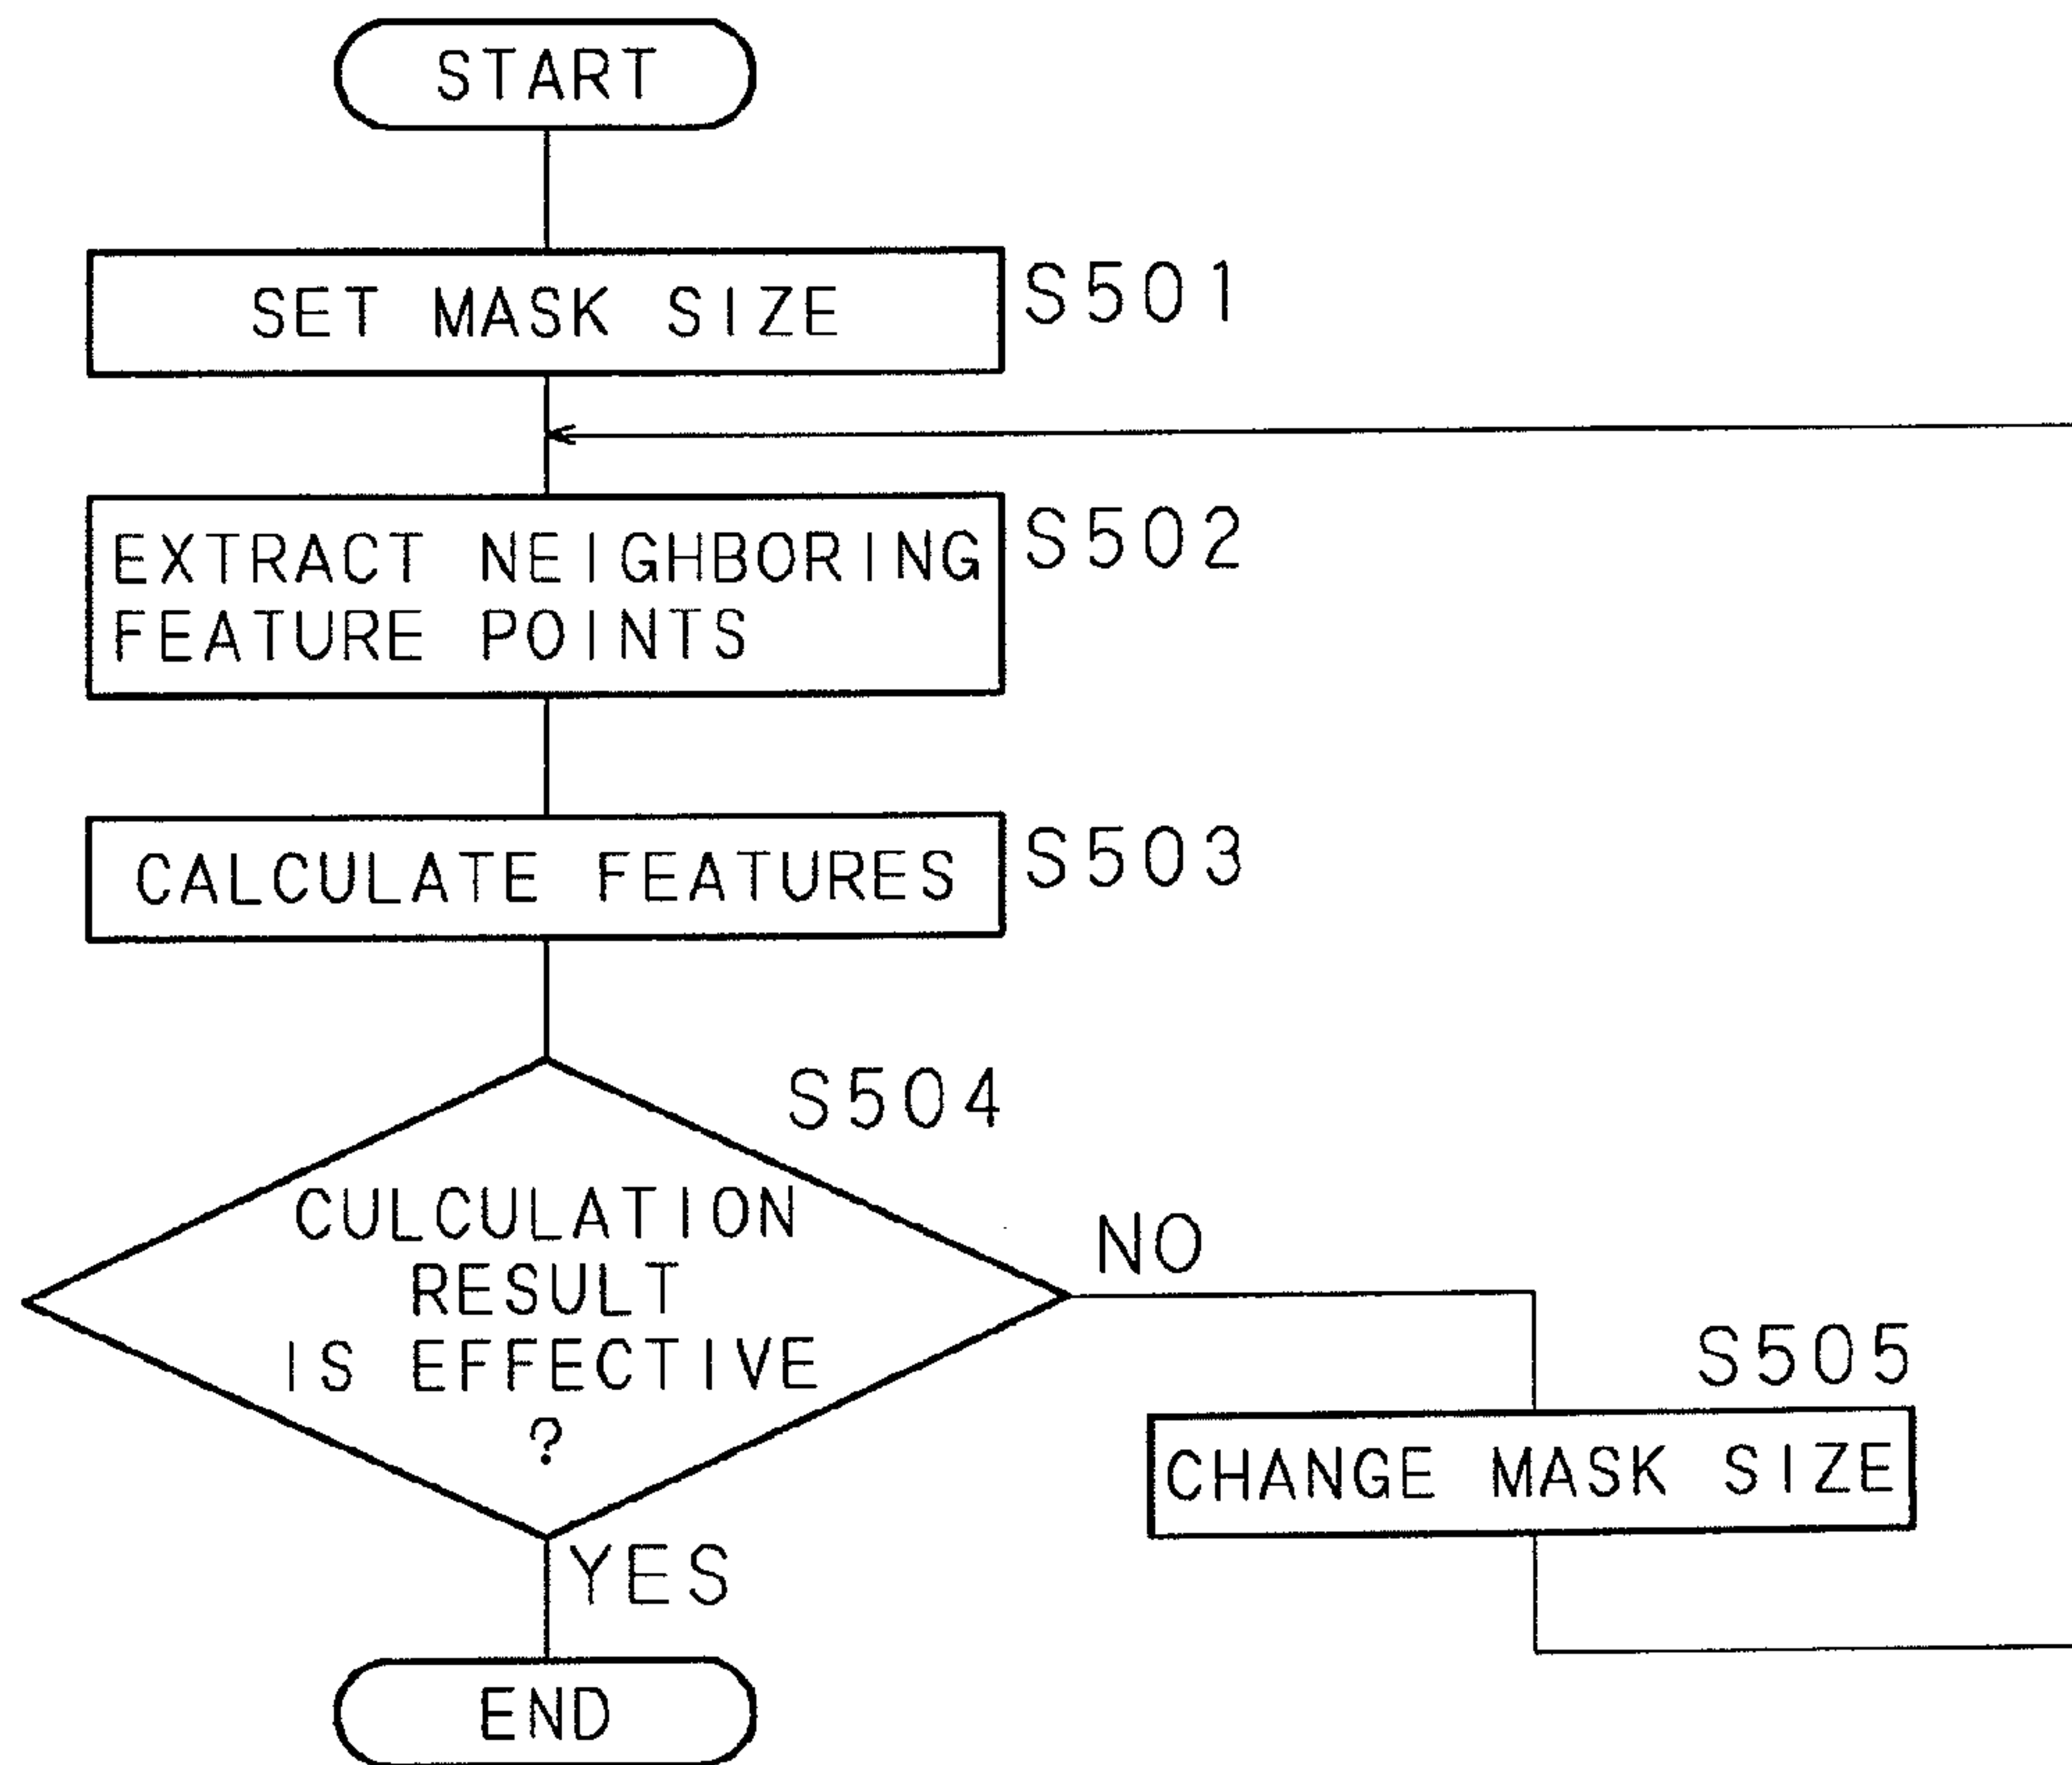 START
SET MASK SIZE
S501
EXTRACT NEIGHBORING
FEATURE POINTS
S502
CALCULATE FEATURES
S503
S504
CULCULATION
RESULT
IS EFFECTIVE
?
NO
S505
CHANGE MASK SIZE
YES
END